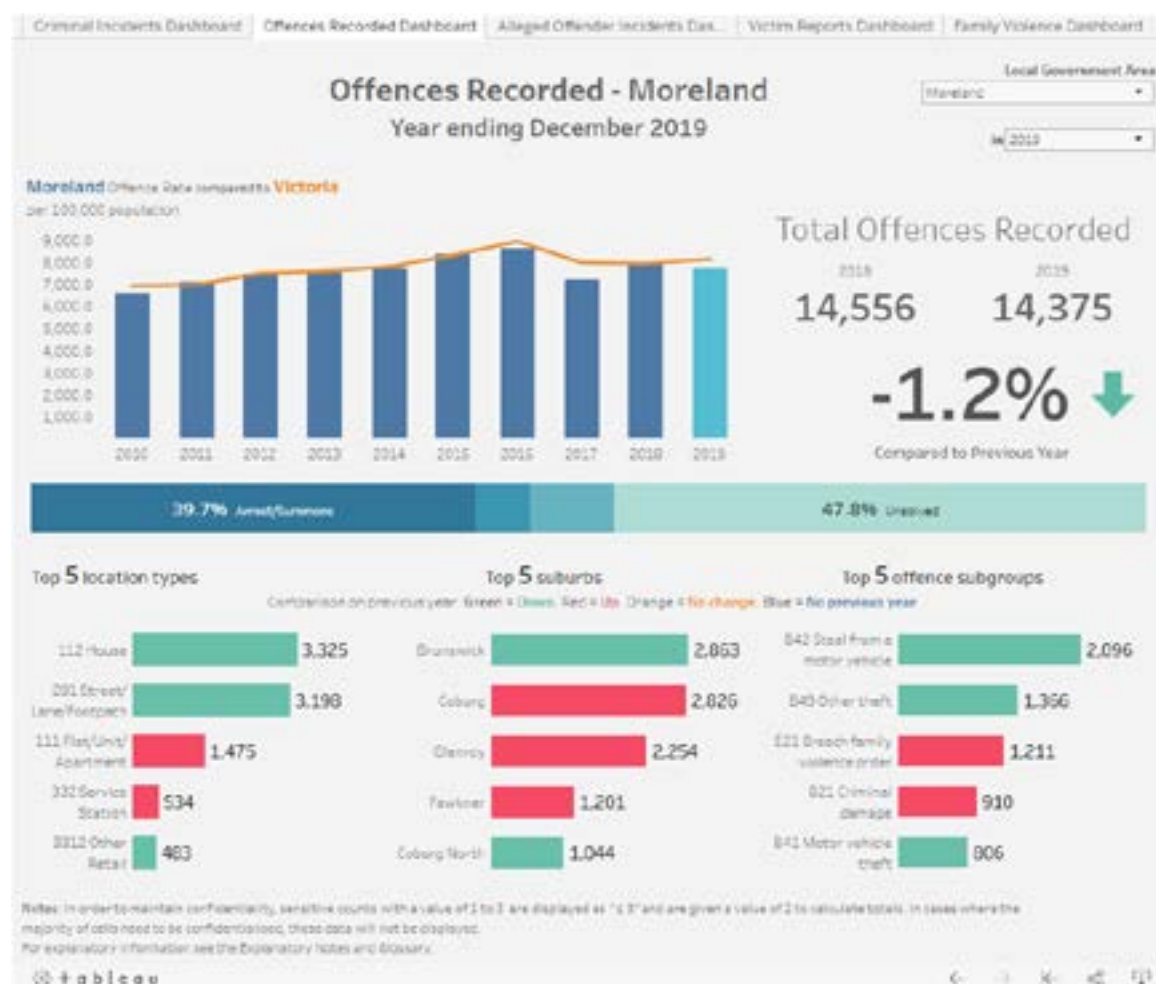 Criminal Incidents Dashboard Offences Recorded Dashboard Alleged Offender Incidents Das... Victim Reports Dashboard Family Violence Dashboard
Offences Recorded - Moreland
Year ending December 2019
Local Government Area
Moreland
in 2019
Moreland Offence Rate compared to Victoria
per 100,000 population
9,000.0
8,000.0
7,000.0
6,000.0
5,000.0
4,000.0
3,000.0
2,000.0
1,000.0
2010 2011 2012 2013 2014 2015 2016 2017 2018 2019
Total Offences Recorded
2018 2019
14,556 14,375
-1.2%
Compared to Previous Year
39.7% Arrest/Summons 47.8% Unsolved
Top 5 location types
Top 5 suburbs
Top 5 offence subgroups
Comparison on previous year: Green = Down, Red = Up, Orange = No change, Blue = No previous year
112 House 3,325
Street/
Lane/Footpath 3,198
111 Flat/Unit/
Apartment 1,475
332 Service
Station 534
Other
Retail 483
Brunswick 2,863
Coburg 2,826
Glenroy 2,254
Fawkner 1,201
Coburg North 1,044
B42 Steal from a
motor vehicle 2,096
B49 Other theft 1,366
E21 Breach family
violence order 1,211
B21 Criminal
damage 910
B41 Motor vehicle
theft 806
Notes: In order to maintain confidentiality, sensitive counts with a value of 1 to 3 are displayed as "≤ 3" and are given a value of 2 to calculate totals. In cases where the
majority of cells need to be confidentialised, these data will not be displayed.
For explanatory information see the Explanatory Notes and Glossary.
tableau